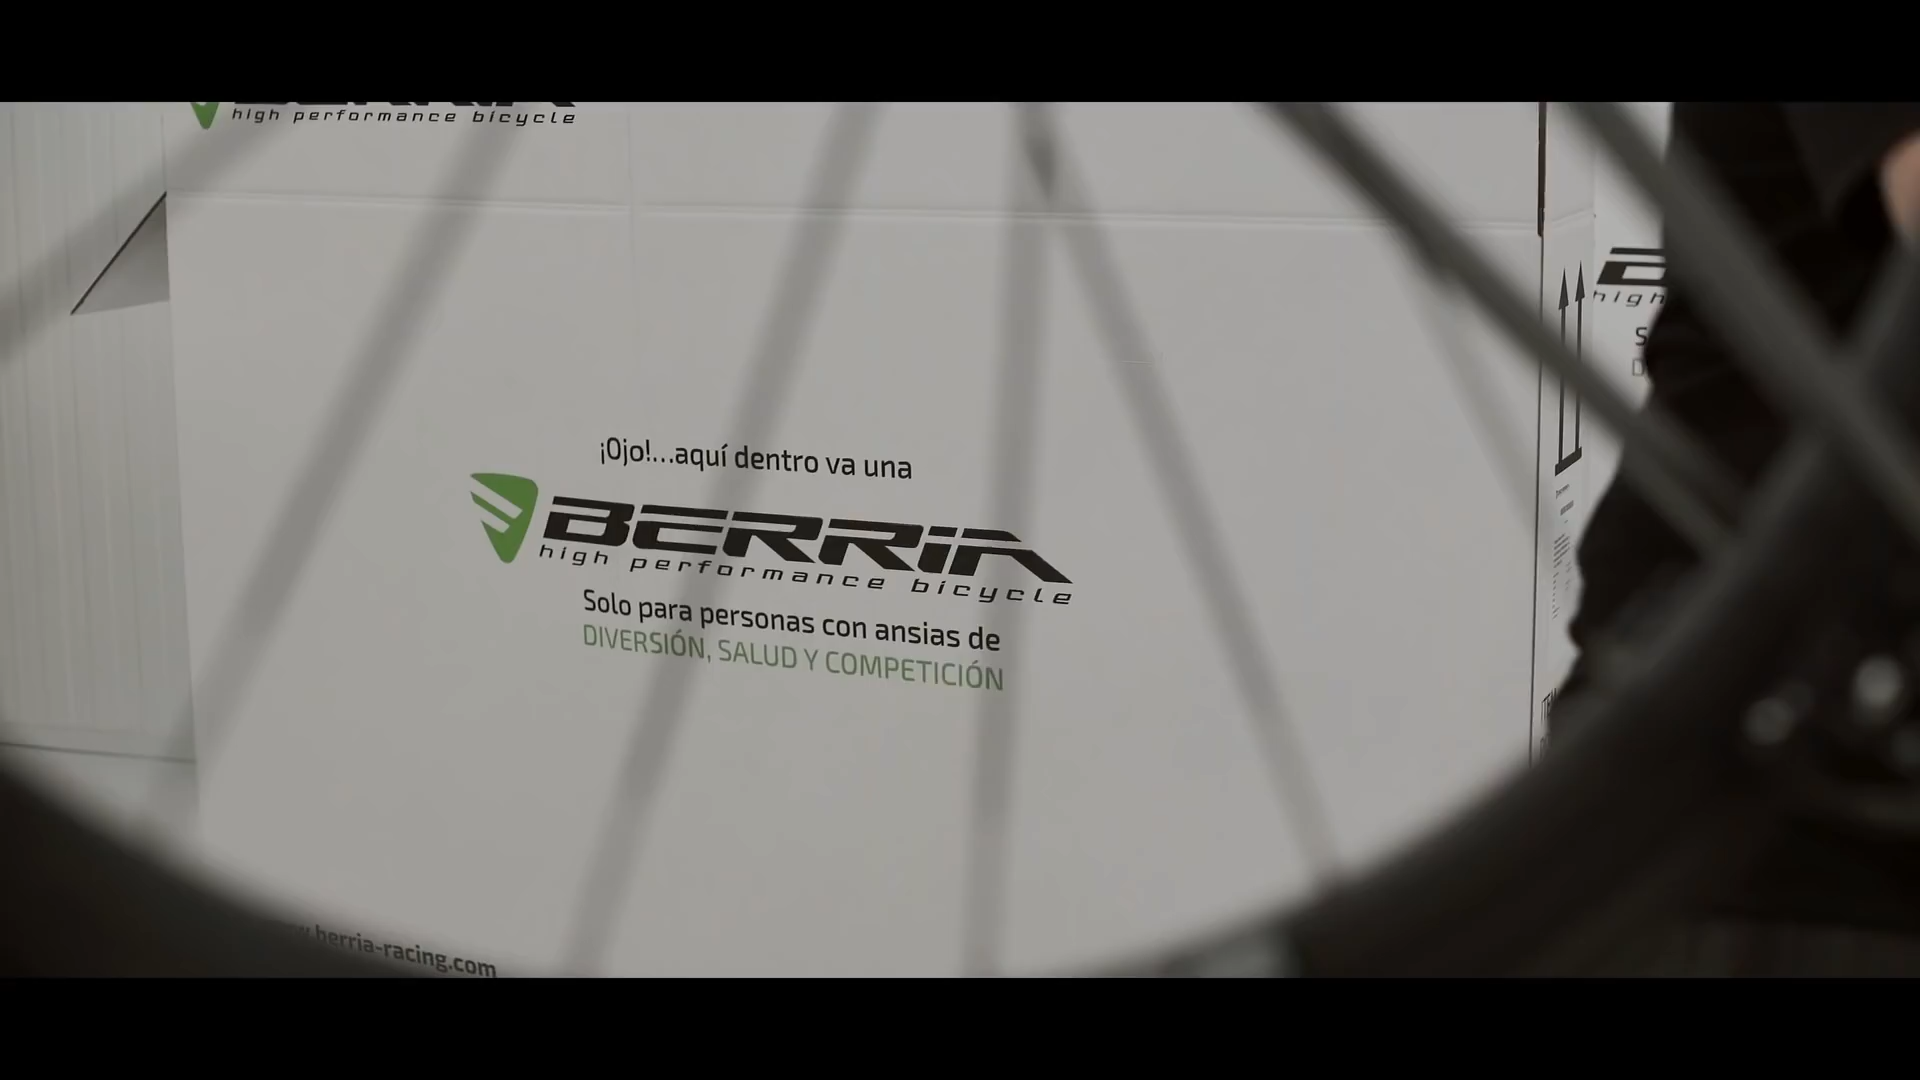 high performance bicycle
¡Ojo!...aquí dentro va una
BERRIA
high performance bicycle
Solo para personas con ansias de
DIVERSIÓN, SALUD Y COMPETICIÓN
high
berria-racing.com